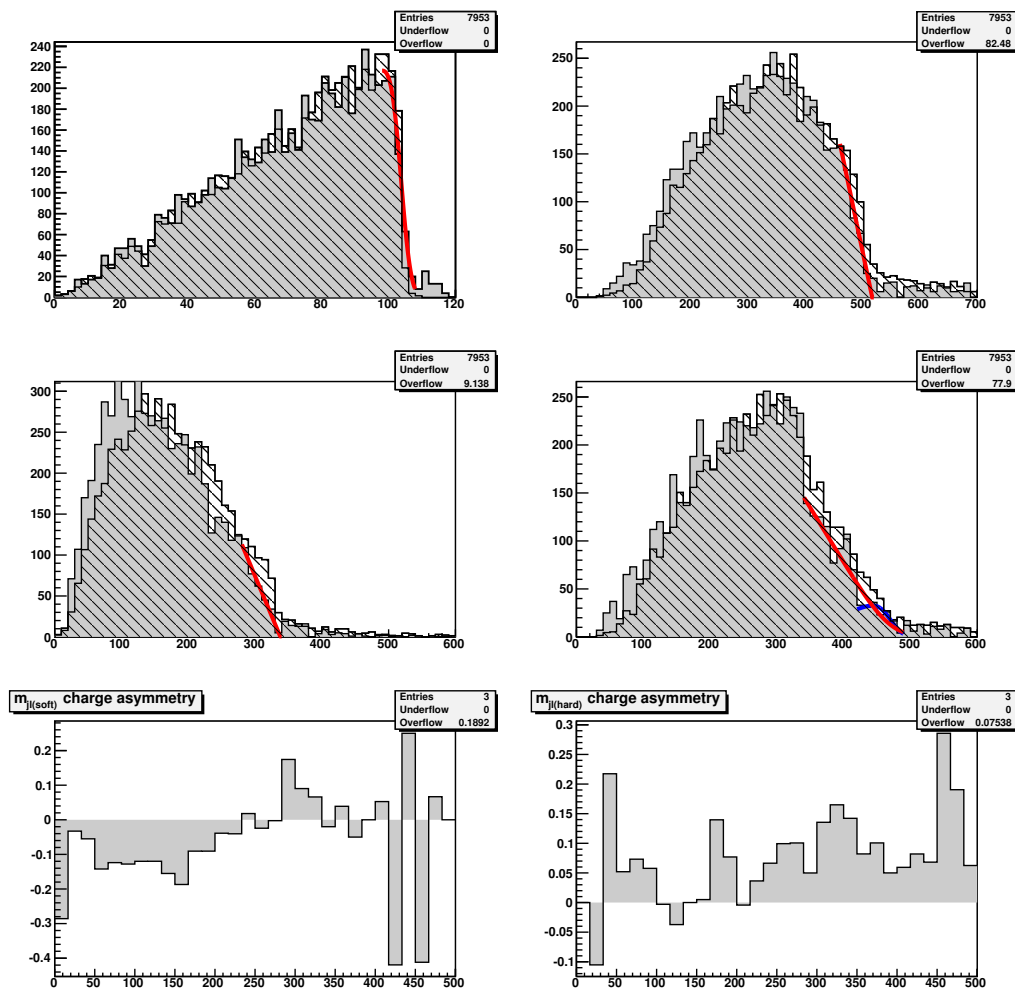 Entries 7953
Underflow 0
Overflow 0
240
220
200
180
160
140
120
100
80
60
40
20
0
0 20 40 60 80 100 120
Entries 7953
Underflow 0
Overflow 82.48
250
200
150
100
50
0
100 200 300 400 500 600 700
Entries 7953
Underflow 0
Overflow 9.138
300
250
200
150
100
50
0
0 100 200 300 400 500 600
Entries 7953
Underflow 0
Overflow 77.9
250
200
150
100
50
0
0 100 200 300 400 500 600
m_jl(soft) charge asymmetry
Entries 3
Underflow 0
Overflow 0.1892
0.2
0.1
0
-0.1
-0.2
-0.3
-0.4
0 50 100 150 200 250 300 350 400 450 500
m_jl(hard) charge asymmetry
Entries 3
Underflow 0
Overflow 0.07538
0.3
0.25
0.2
0.15
0.1
0.05
0
-0.05
-0.1
0 50 100 150 200 250 300 350 400 450 500